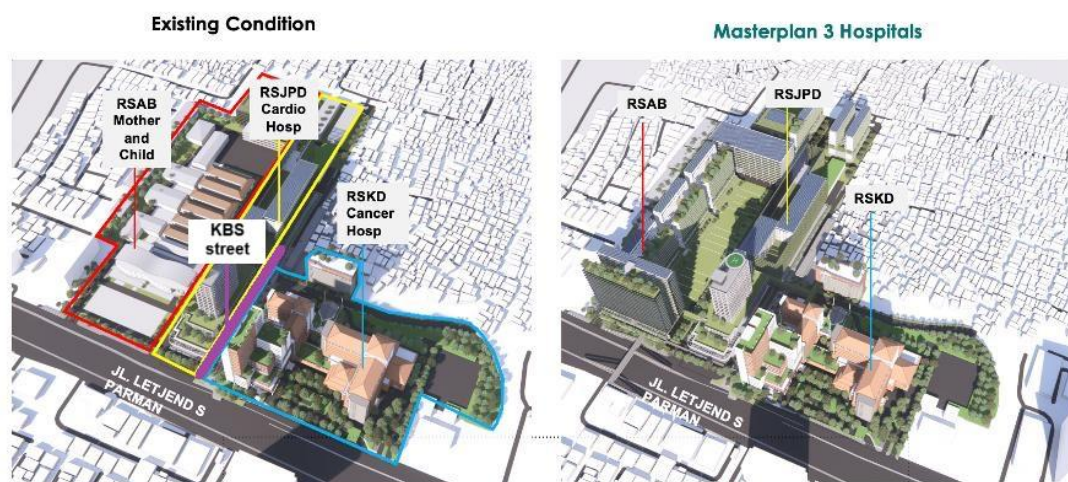 Existing Condition
RSAB
Mother
and
Child
RSJPD
Cardio
Hosp
KBS
street
RSKD
Cancer
Hosp
JL. LETJEND S
PARMAN
Masterplan 3 Hospitals
RSAB
RSJPD
RSKD
JL. LETJEND S
PARMAN